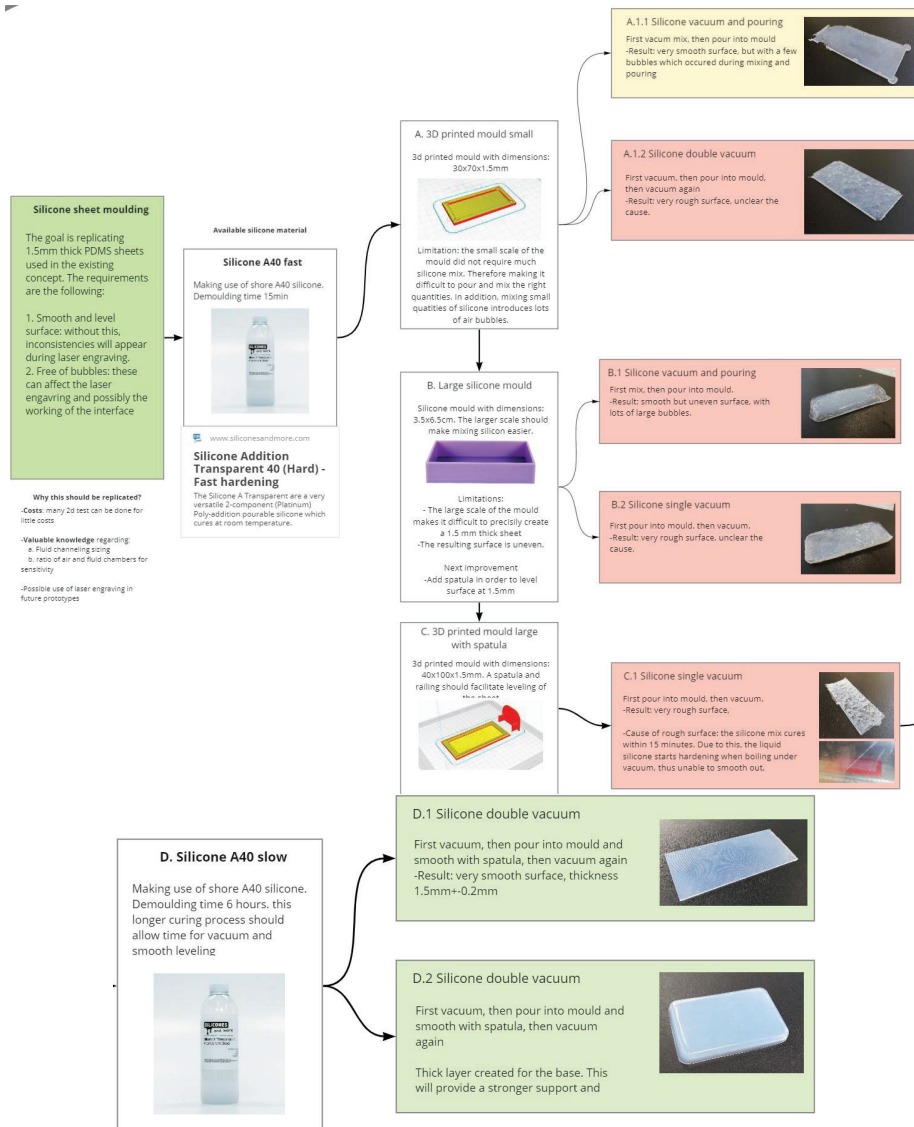 Silicone sheet moulding
The goal is replicating
1.5mm thick PDMS sheets
used in the existing
concept. The requirements
are the following:
1. Smooth and level
surface: without this,
inconsistencies will appear
during laser engraving.
2. Free of bubbles: these
can affect the laser
engavring and possibly the
working of the interface
Why this should be replicated?
-Costs: many 2d test can be done for
little costs
-Valuable knowledge regarding:
a. Fluid channeling sizing
b. ratio of air and fluid chambers for
sensitivity
-Possible use of laser engraving in
future prototypes
Available silicone material
Silicone A40 fast
Making use of shore A40 silicone.
Demoulding time 15min
SILICONES
and more
www.siliconesandmore.com
Silicone Addition
Transparent 40 (Hard) -
Fast hardening
The Silicone A Transparent are a very
versatile 2-component (Platinum)
Poly-addition pourable silicone which
cures at room temperature.
A. 3D printed mould small
3d printed mould with dimensions:
30x70x1.5mm
Limitation: the small scale of the
mould did not require much
silicone mix. Therefore making it
difficult to pour and mix the right
quantities. In addition, mixing small
quatities of silicone introduces lots
of air bubbles.
A.1.1 Silicone vacuum and pouring
First vacum mix, then pour into mould
-Result: very smooth surface, but with a few
bubbles which occured during mixing and
pouring
A.1.2 Silicone double vacuum
First vacuum, then pour into mould,
then vacuum again
-Result: very rough surface, unclear the
cause.
B. Large silicone mould
Silicone mould with dimensions:
3.5x6.5cm. The larger scale should
make mixing silicon easier.
Limitations:
- The large scale of the mould
makes it difficult to precisily create
a 1.5 mm thick sheet
-The resulting surface is uneven.
Next improvement
-Add spatula in order to level
surface at 1.5mm
B.1 Silicone vacuum and pouring
First mix, then pour into mould.
-Result: smooth but uneven surface, with
lots of large bubbles.
B.2 Silicone single vacuum
First pour into mould, then vacuum.
-Result: very rough surface, unclear the
cause.
C. 3D printed mould large
with spatula
3d printed mould with dimensions:
40x100x1.5mm. A spatula and
railing should facilitate leveling of
the sheet
C.1 Silicone single vacuum
First pour into mould, then vacuum.
-Result: very rough surface,
-Cause of rough surface: the silicone mix cures
within 15 minutes. Due to this, the liquid
silicone starts hardening when boiling under
vacuum, thus unable to smooth out.
D. Silicone A40 slow
Making use of shore A40 silicone.
Demoulding time 6 hours. this
longer curing process should
allow time for vacuum and
smooth leveling
SILICONES
and more
D.1 Silicone double vacuum
First vacuum, then pour into mould and
smooth with spatula, then vacuum again
-Result: very smooth surface, thickness
1.5mm+-0.2mm
D.2 Silicone double vacuum
First vacuum, then pour into mould and
smooth with spatula, then vacuum
again
Thick layer created for the base. This
will provide a stronger support and